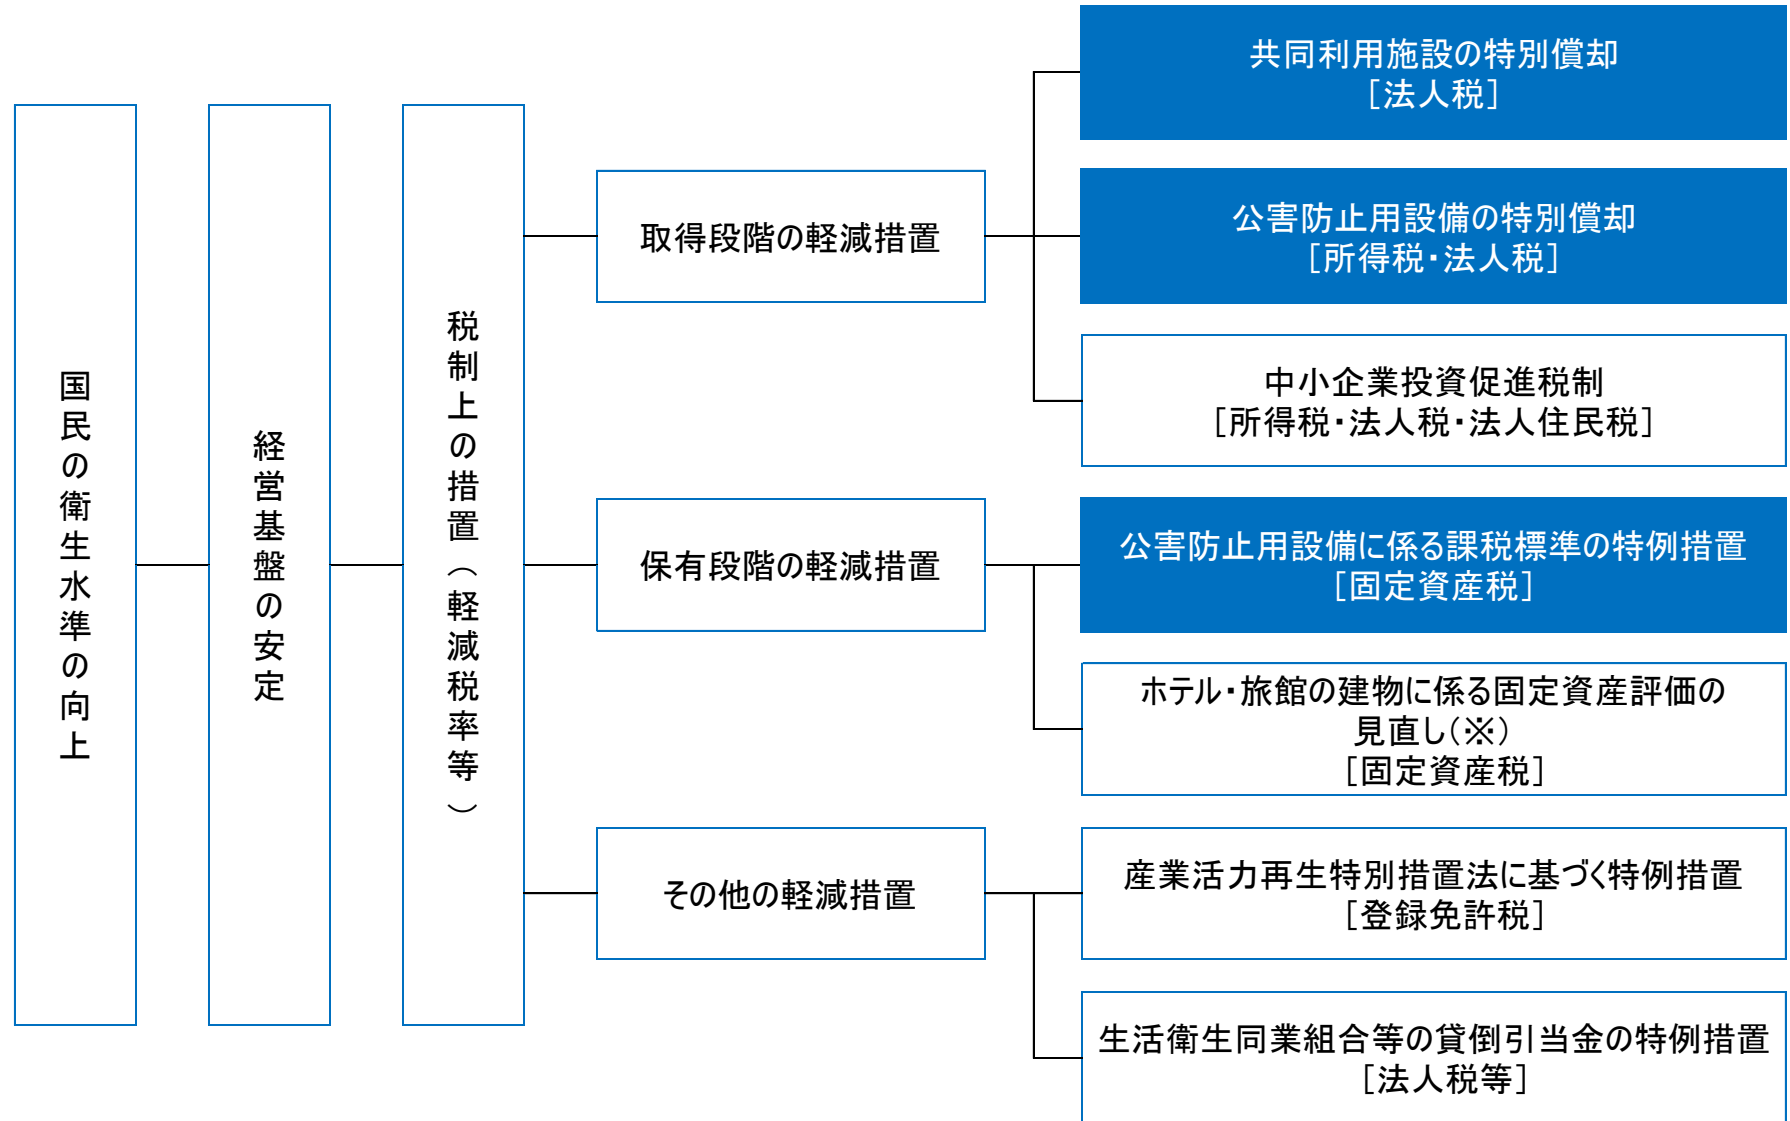 国民の衛生水準の向上
経営基盤の安定
税制上の措置（軽減税率等）
取得段階の軽減措置
共同利用施設の特別償却
［法人税］
公害防止用設備の特別償却
［所得税・法人税］
中小企業投資促進税制
［所得税・法人税・法人住民税］
保有段階の軽減措置
公害防止用設備に係る課税標準の特例措置
［固定資産税］
ホテル・旅館の建物に係る固定資産評価の
見直し（※）
［固定資産税］
その他の軽減措置
産業活力再生特別措置法に基づく特例措置
［登録免許税］
生活衛生同業組合等の貸倒引当金の特例措置
［法人税等］